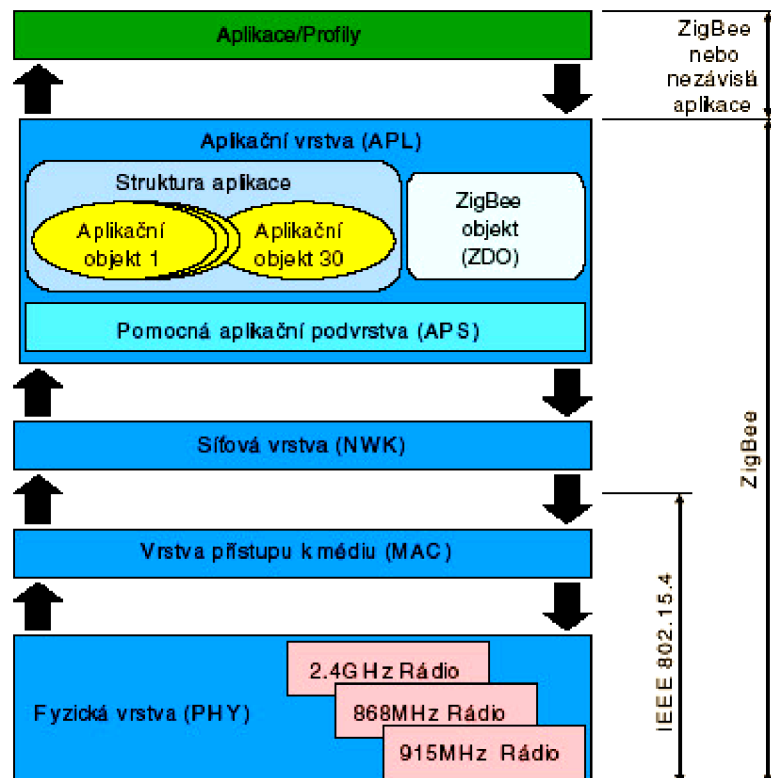 Aplikace/Profily
ZigBee
nebo
nezávislá
aplikace
Aplikační vrstva (APL)
Struktura aplikace
Aplikační
objekt 1
Aplikační
objekt 30
ZigBee
objekt
(ZDO)
Pomocná aplikační podvrstva (APS)
Síťová vrstva (NWK)
ZigBee
Vrstva přístupu k médiu (MAC)
IEEE 802.15.4
Fyzická vrstva (PHY)
2.4GHz Rádio
868MHz Rádio
915MHz Rádio